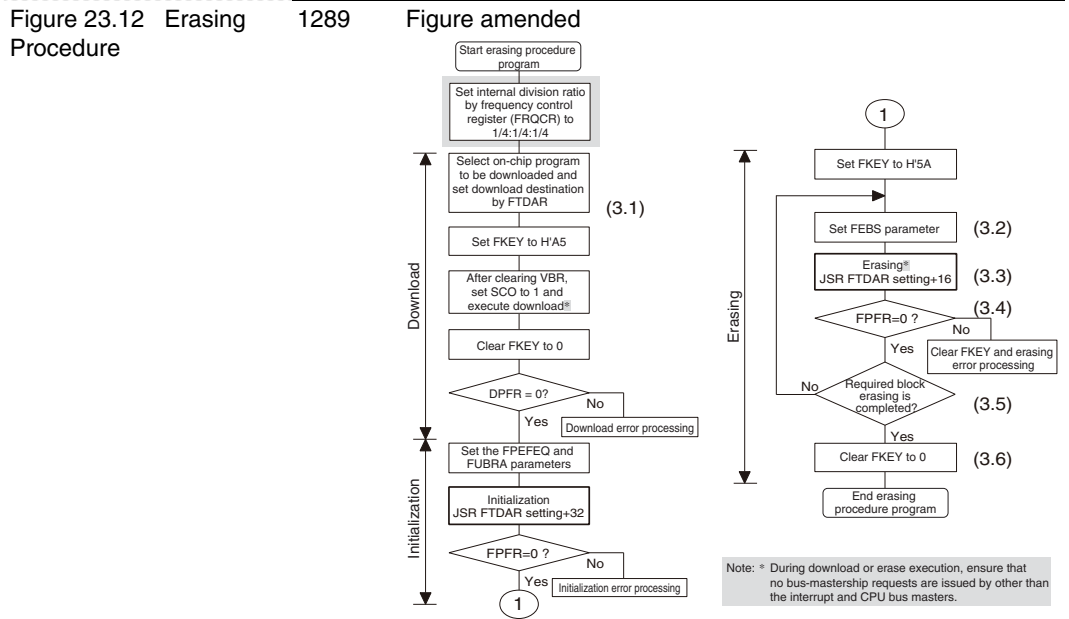 Figure 23.12 Erasing
Procedure
1289
Figure amended
Start erasing procedure
program
Set internal division ratio
by frequency control
register (FRQCR) to
1/4:1/4:1/4
Download
Select on-chip program
to be downloaded and
set download destination
by FTDAR
(3.1)
Set FKEY to H'A5
After clearing VBR,
set SCO to 1 and
execute download*
Clear FKEY to 0
DPFR = 0?
No
Yes
Download error processing
Initialization
Set the FPEFEQ and
FUBRA parameters
Initialization
JSR FTDAR setting+32
FPFR=0 ?
No
Yes
Initialization error processing
1
1
Erasing
Set FKEY to H'5A
Set FEBS parameter
(3.2)
Erasing*
JSR FTDAR setting+16
(3.3)
(3.4)
FPFR=0 ?
No
Yes
Clear FKEY and erasing
error processing
No
Required block
erasing is
completed?
(3.5)
Yes
Clear FKEY to 0
(3.6)
End erasing
procedure program
Note: * During download or erase execution, ensure that
no bus-mastership requests are issued by other than
the interrupt and CPU bus masters.